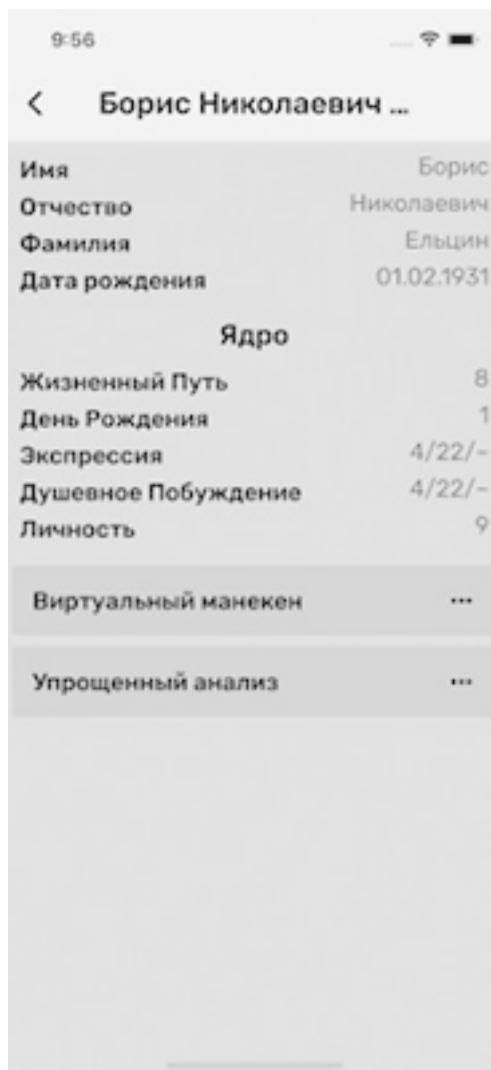 9:56
Борис Николаевич ...
Имя Борис
Отчество Николаевич
Фамилия Ельцин
Дата рождения 01.02.1931
Ядро
Жизненный Путь 8
День Рождения 1
Экспрессия 4/22/-
Душевное Побуждение 4/22/-
Личность 9
Виртуальный манекен ...
Упрощенный анализ ...